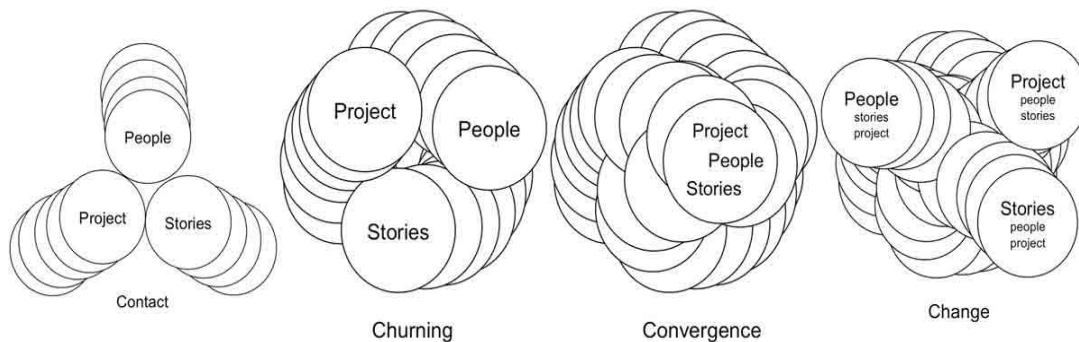 People
Project
Stories
Contact
Project
People
Stories
Churning
Project
People
Stories
Convergence
People
stories
project
Project
people
stories
Stories
people
project
Change